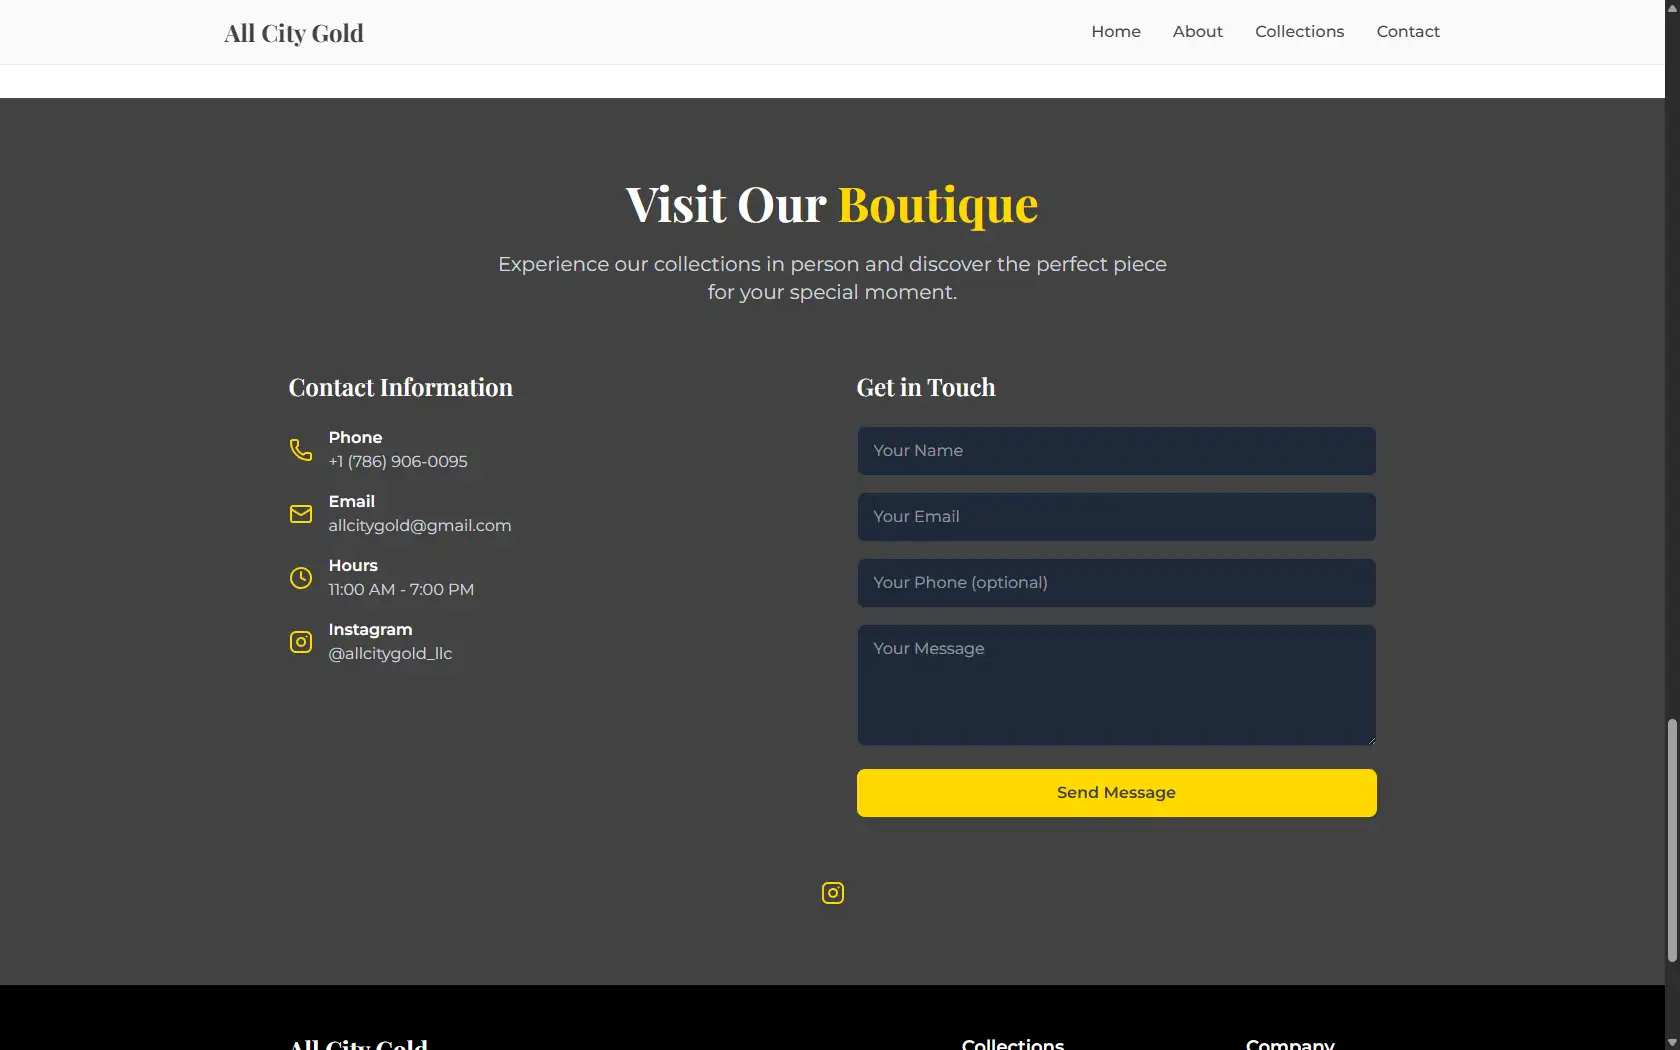 All City Gold
Home
About
Collections
Contact
Visit Our Boutique
Experience our collections in person and discover the perfect piece
for your special moment.
Contact Information
Phone
+1 (786) 906-0095
Email
allcitygold@gmail.com
Hours
11:00 AM - 7:00 PM
Instagram
@allcitygold_llc
Get in Touch
Your Name
Your Email
Your Phone (optional)
Your Message
Send Message
All City Gold
Collections
Company